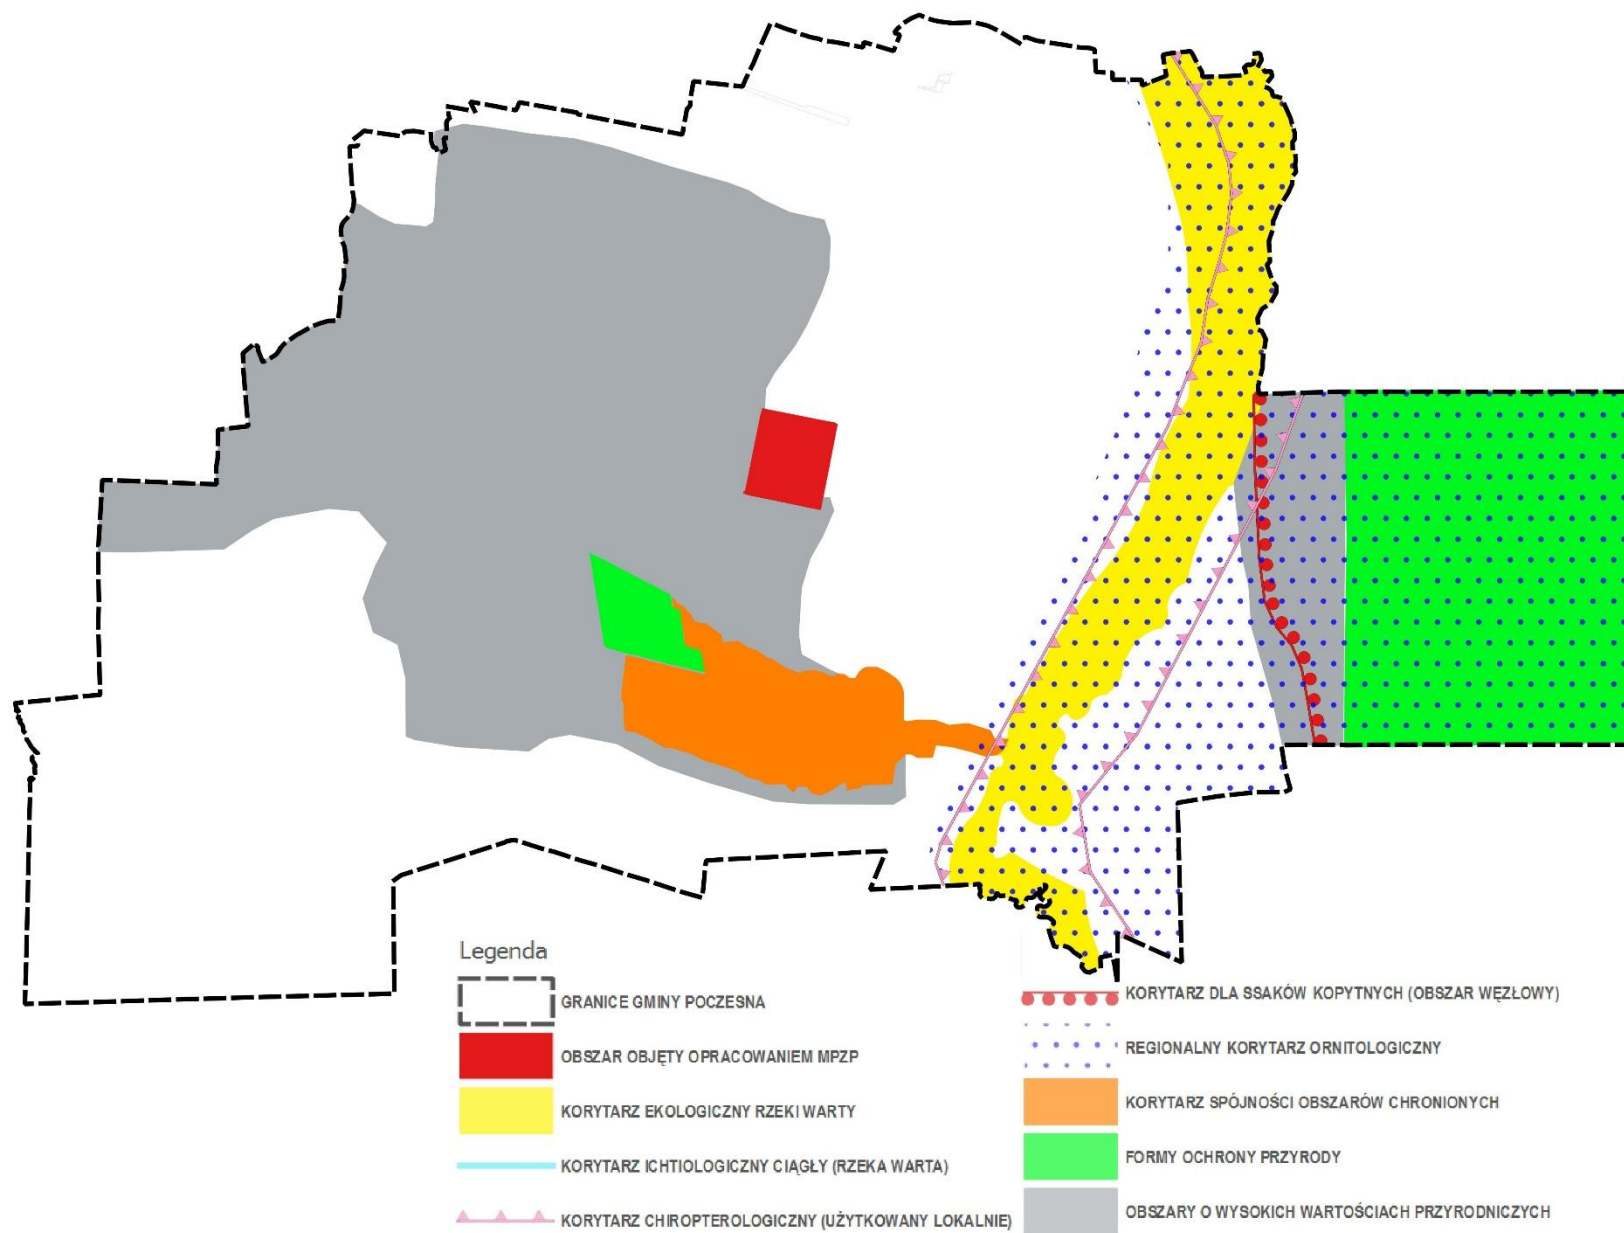 Legenda
GRANICE GMINY POCZESNA
OBSZAR OBJĘTY OPRACOWANIEM MPZP
KORYTARZ EKOLOGICZNY RZEKI WARTY
KORYTARZ ICHTIOLOGICZNY CIĄGŁY (RZEKA WARTA)
KORYTARZ CHIROPTEROLOGICZNY (UŻYTKOWANY LOKALNIE)
KORYTARZ DLA SSAKÓW KOPYTNYCH (OBSZAR WĘZŁOWY)
REGIONALNY KORYTARZ ORNITOLOGICZNY
KORYTARZ SPÓJNOŚCI OBSZARÓW CHRONIONYCH
FORMY OCHRONY PRZYRODY
OBSZARY O WYSOKICH WARTOŚCIACH PRZYRODNICZYCH